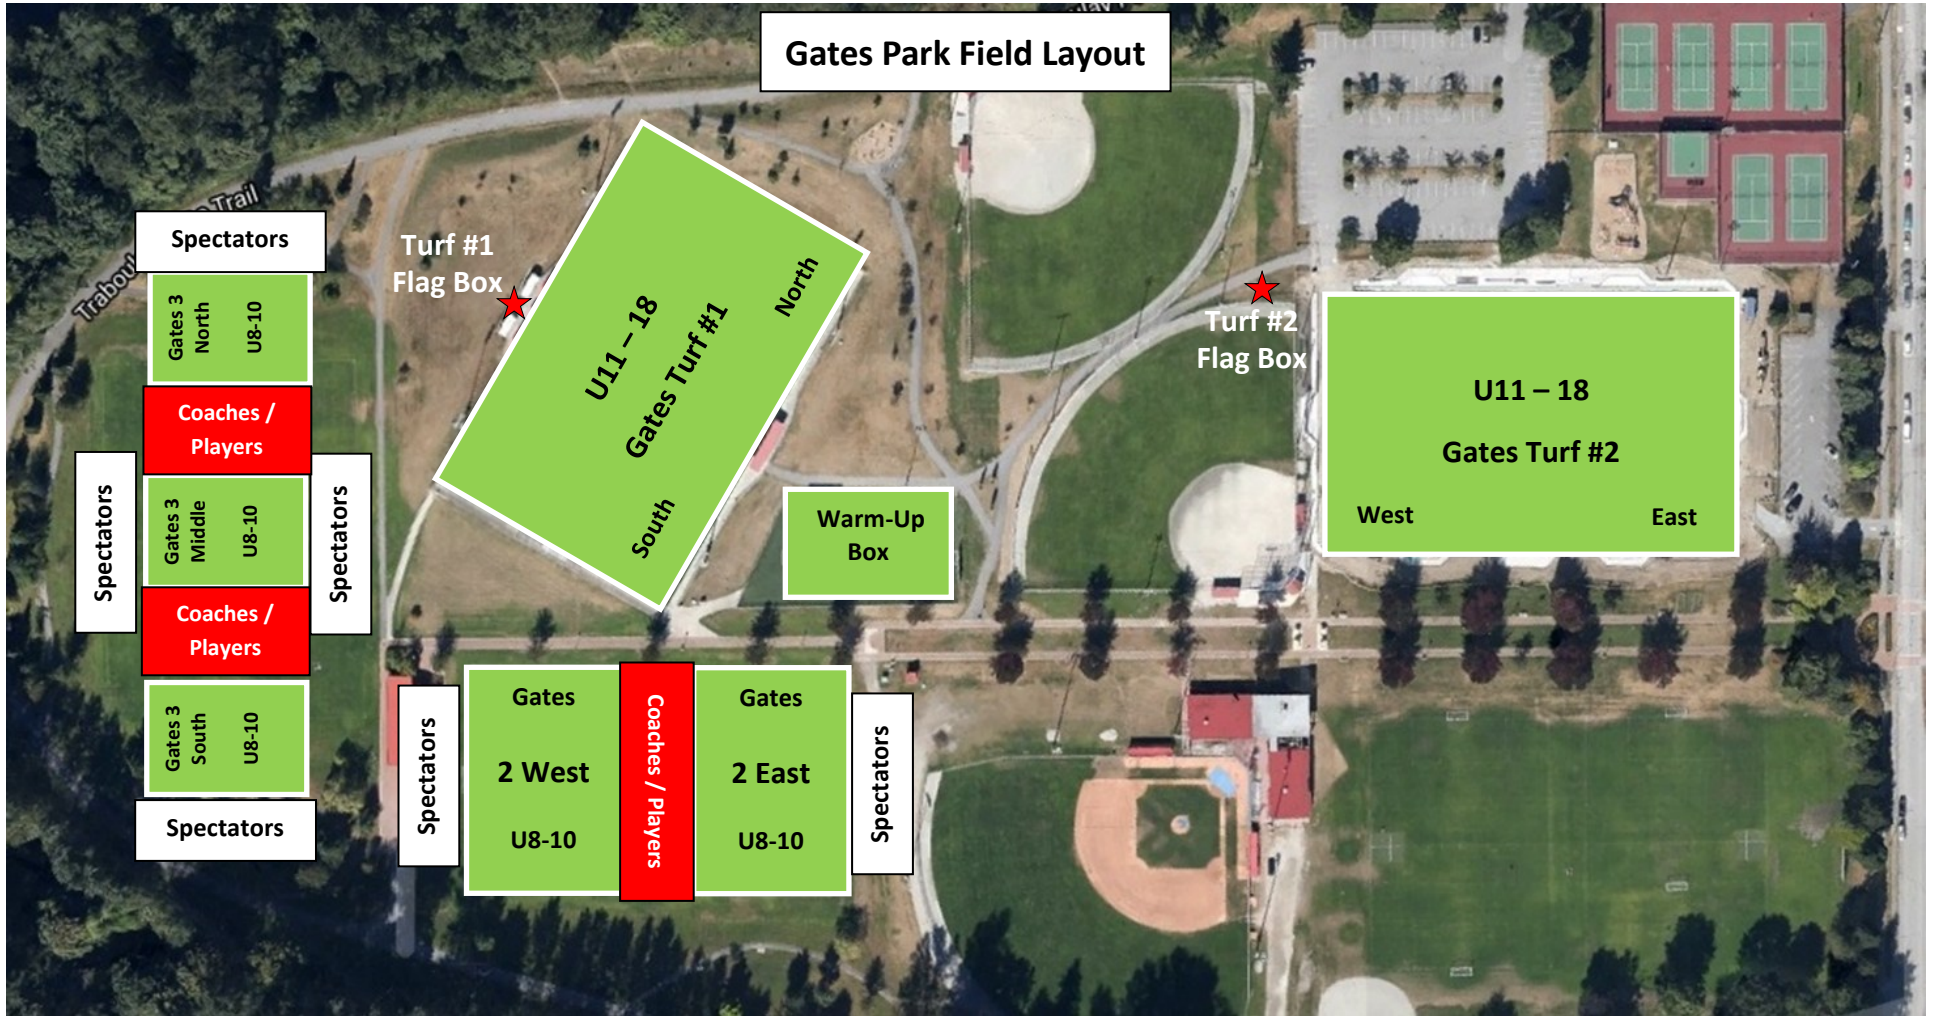 Gates Park Field Layout
Trail
Spectators
Gates 3
North
U8-10
Coaches /
Players
Spectators
Gates 3
Middle
U8-10
Spectators
Coaches /
Players
Gates 3
South
U8-10
Spectators
Turf #1
Flag Box
U11 – 18
Gates Turf #1
North
South
Warm-Up
Box
Turf #2
Flag Box
U11 – 18
Gates Turf #2
West
East
Spectators
Gates
2 West
U8-10
Coaches / Players
Gates
2 East
U8-10
Spectators